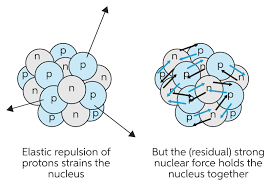 p
n p
p p n
n p
n p n
p n
p
p
n p
p p n
n p
n p n
p n
p
Elastic repulsion of
protons strains the
nucleus
But the (residual) strong
nuclear force holds the
nucleus together